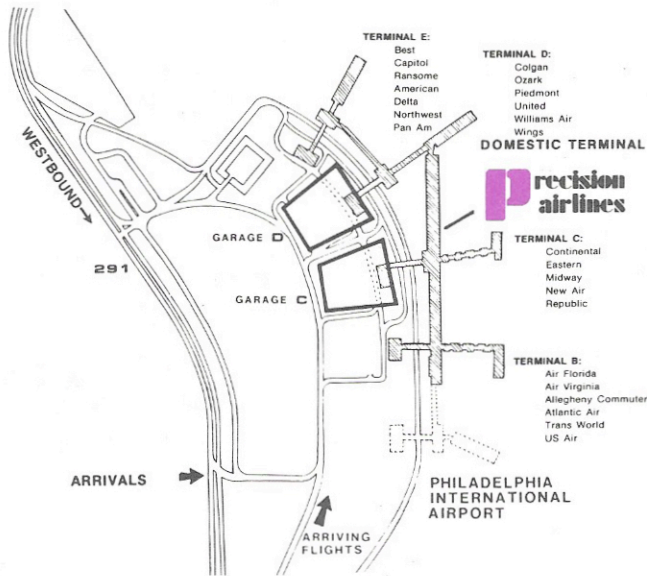 TERMINAL E:
Best
Capitol
Ransome
American
Delta
Northwest
Pan Am
TERMINAL D:
Colgan
Ozark
Piedmont
United
Williams Air
Wings
DOMESTIC TERMINAL
Precision
airlines
WESTBOUND
GARAGE D
291
GARAGE C
TERMINAL C:
Continental
Eastern
Midway
New Air
Republic
TERMINAL B:
Air Florida
Air Virginia
Allegheny Commuter
Atlantic Air
Trans World
US Air
ARRIVALS
PHILADELPHIA
INTERNATIONAL
AIRPORT
ARRIVING
FLIGHTS